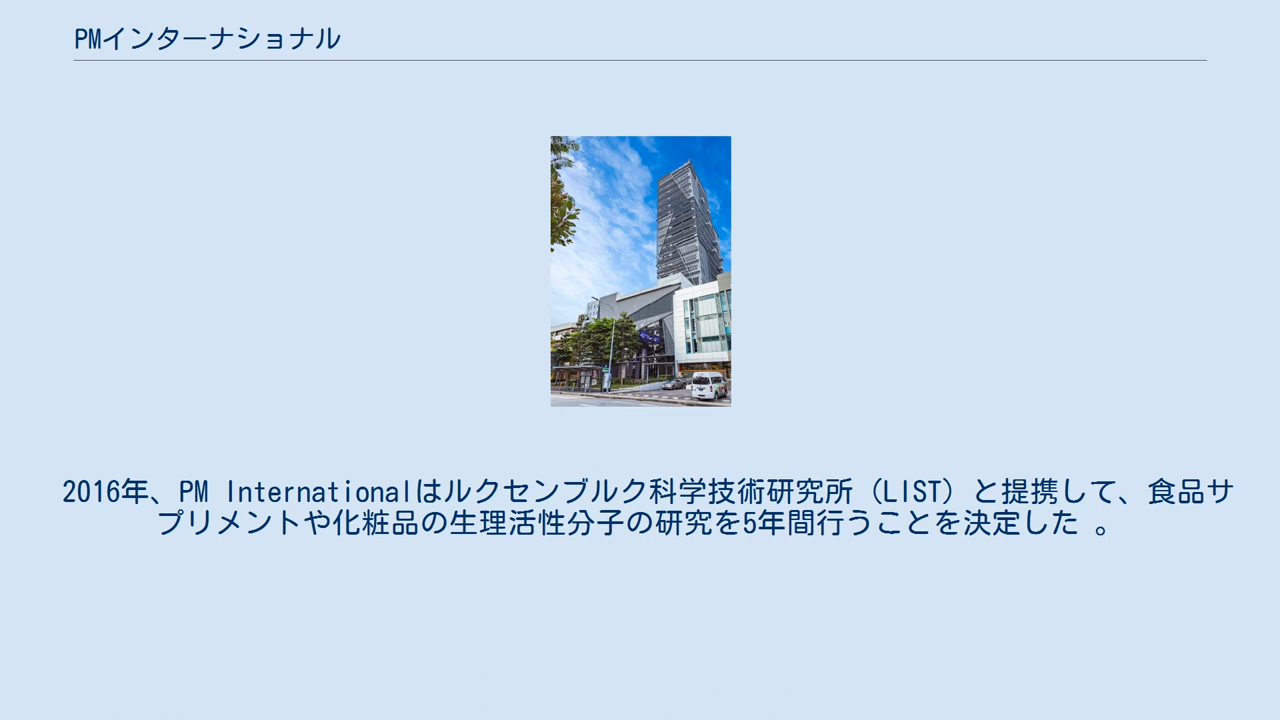 PMインターナショナル
2016年、PM Internationalはルクセンブルク科学技術研究所（LIST）と提携して、食品サ
プリメントや化粧品の生理活性分子の研究を5年間行うことを決定した 。